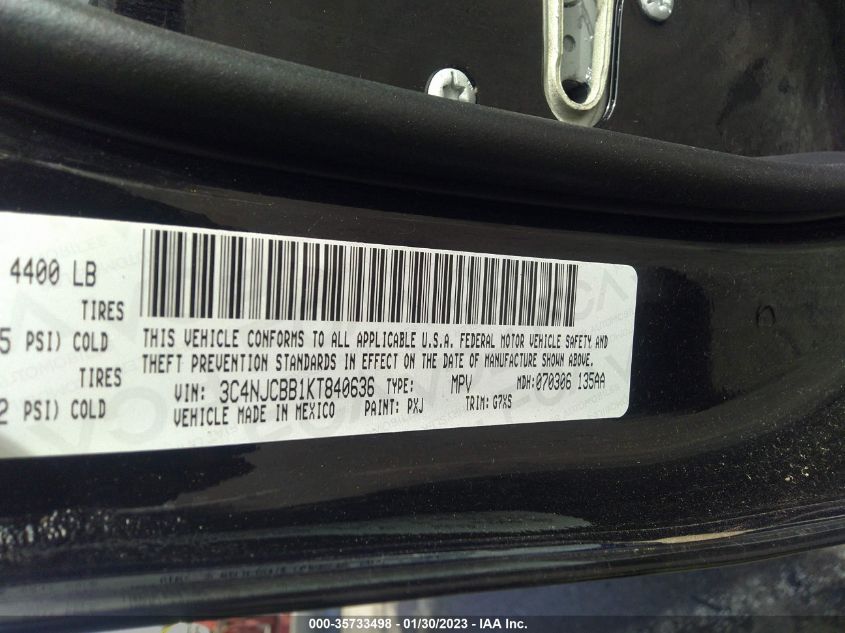 4400 LB
TIRES
5 PSI) COLD
TIRES
2 PSI) COLD
THIS VEHICLE CONFORMS TO ALL APPLICABLE U.S.A. FEDERAL MOTOR VEHICLE SAFETY AND
THEFT PREVENTION STANDARDS IN EFFECT ON THE DATE OF MANUFACTURE SHOWN ABOVE.
VIN: 3C4NJCBB1KT840636 TYPE: MPV MDH:070306 135AA
VEHICLE MADE IN MEXICO PAINT: PXJ TRIM: G7XS
000-35733498 - 01/30/2023 - IAA Inc.